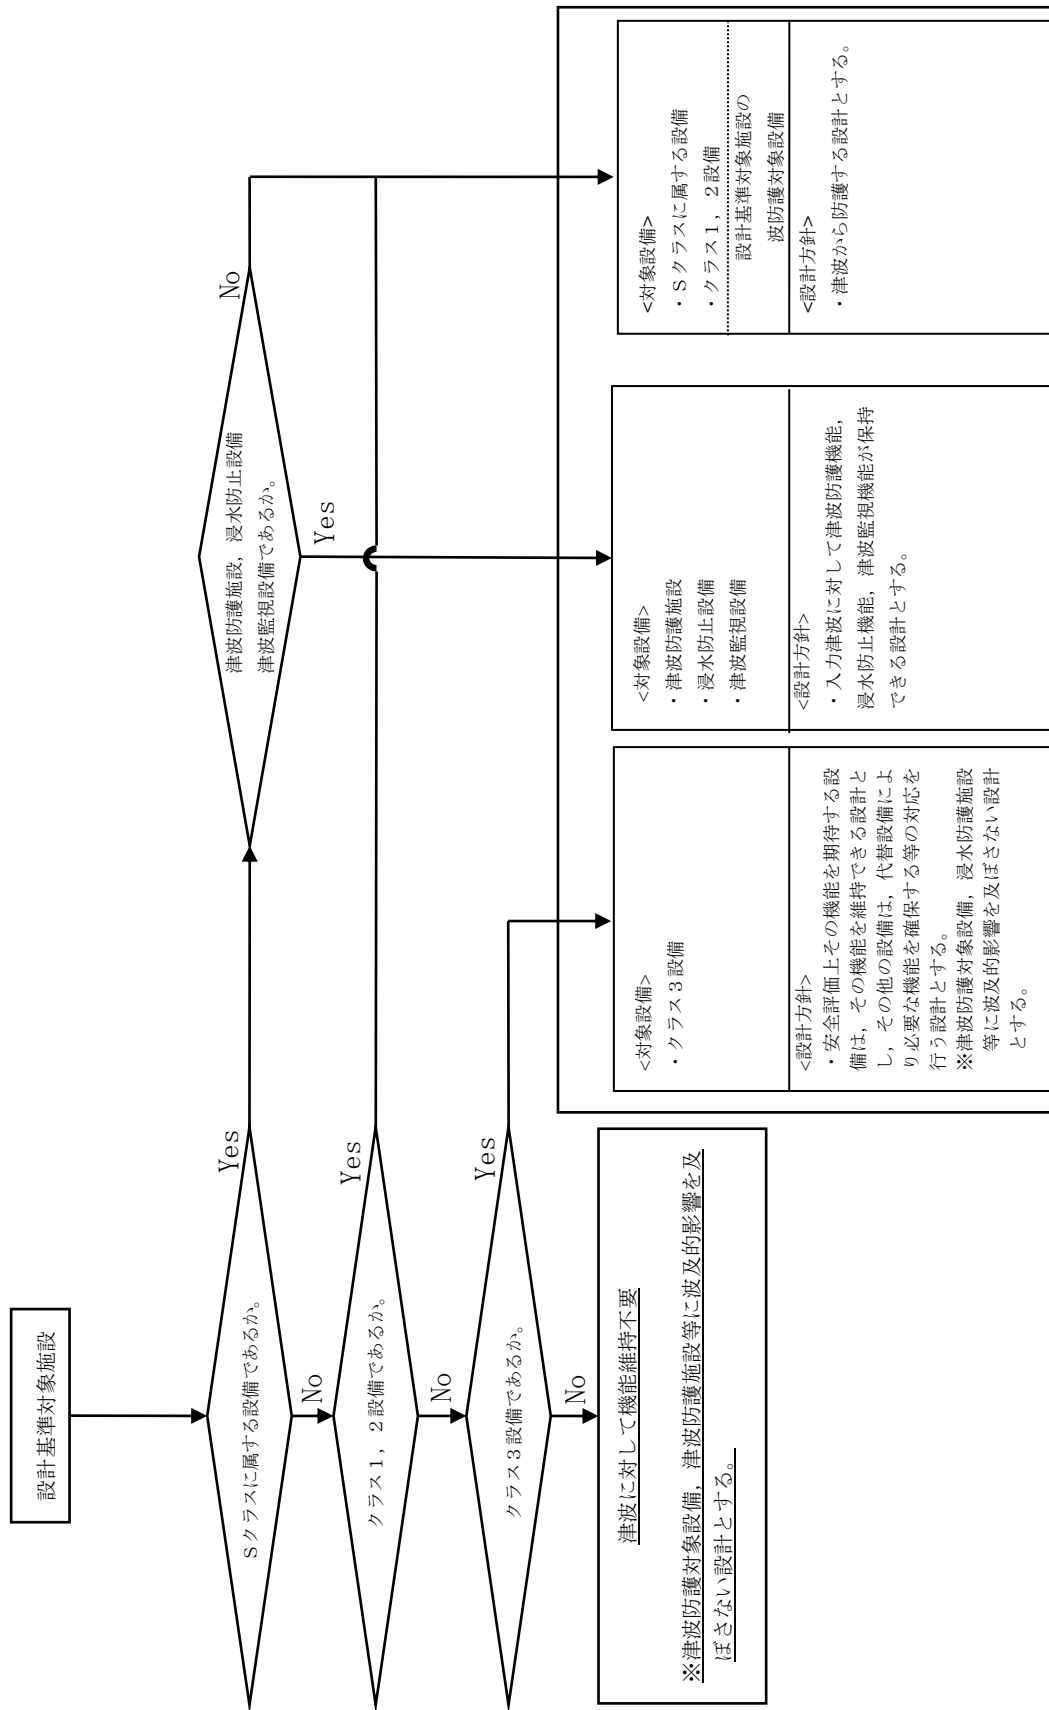 設計基準対象施設
Sクラスに属する設備であるか。
Yes
No
津波防護施設，浸水防止設備
津波監視設備であるか。
No
Yes
クラス1，2設備であるか。
Yes
No
クラス3設備であるか。
Yes
No
津波に対して機能維持不要
※津波防護対象設備，津波防護施設等に波及的影響を及
ぼさない設計とする。
<対象設備>
・クラス3設備
<設計方針>
・安全評価上その機能を期待する設
備は，その機能を維持できる設計と
し，その他の設備は，代替設備によ
り必要な機能を確保する等の対応を
行う設計とする。
※津波防護対象設備，浸水防護施設
等に波及的影響を及ぼさない設計
とする。
<対象設備>
・津波防護施設
・浸水防止設備
・津波監視設備
<設計方針>
・入力津波に対して津波防護機能，
浸水防止機能，津波監視機能が保持
できる設計とする。
<対象設備>
・Sクラスに属する設備
・クラス1，2設備
設計基準対象施設の
波防護対象設備
<設計方針>
・津波から防護する設計とする。